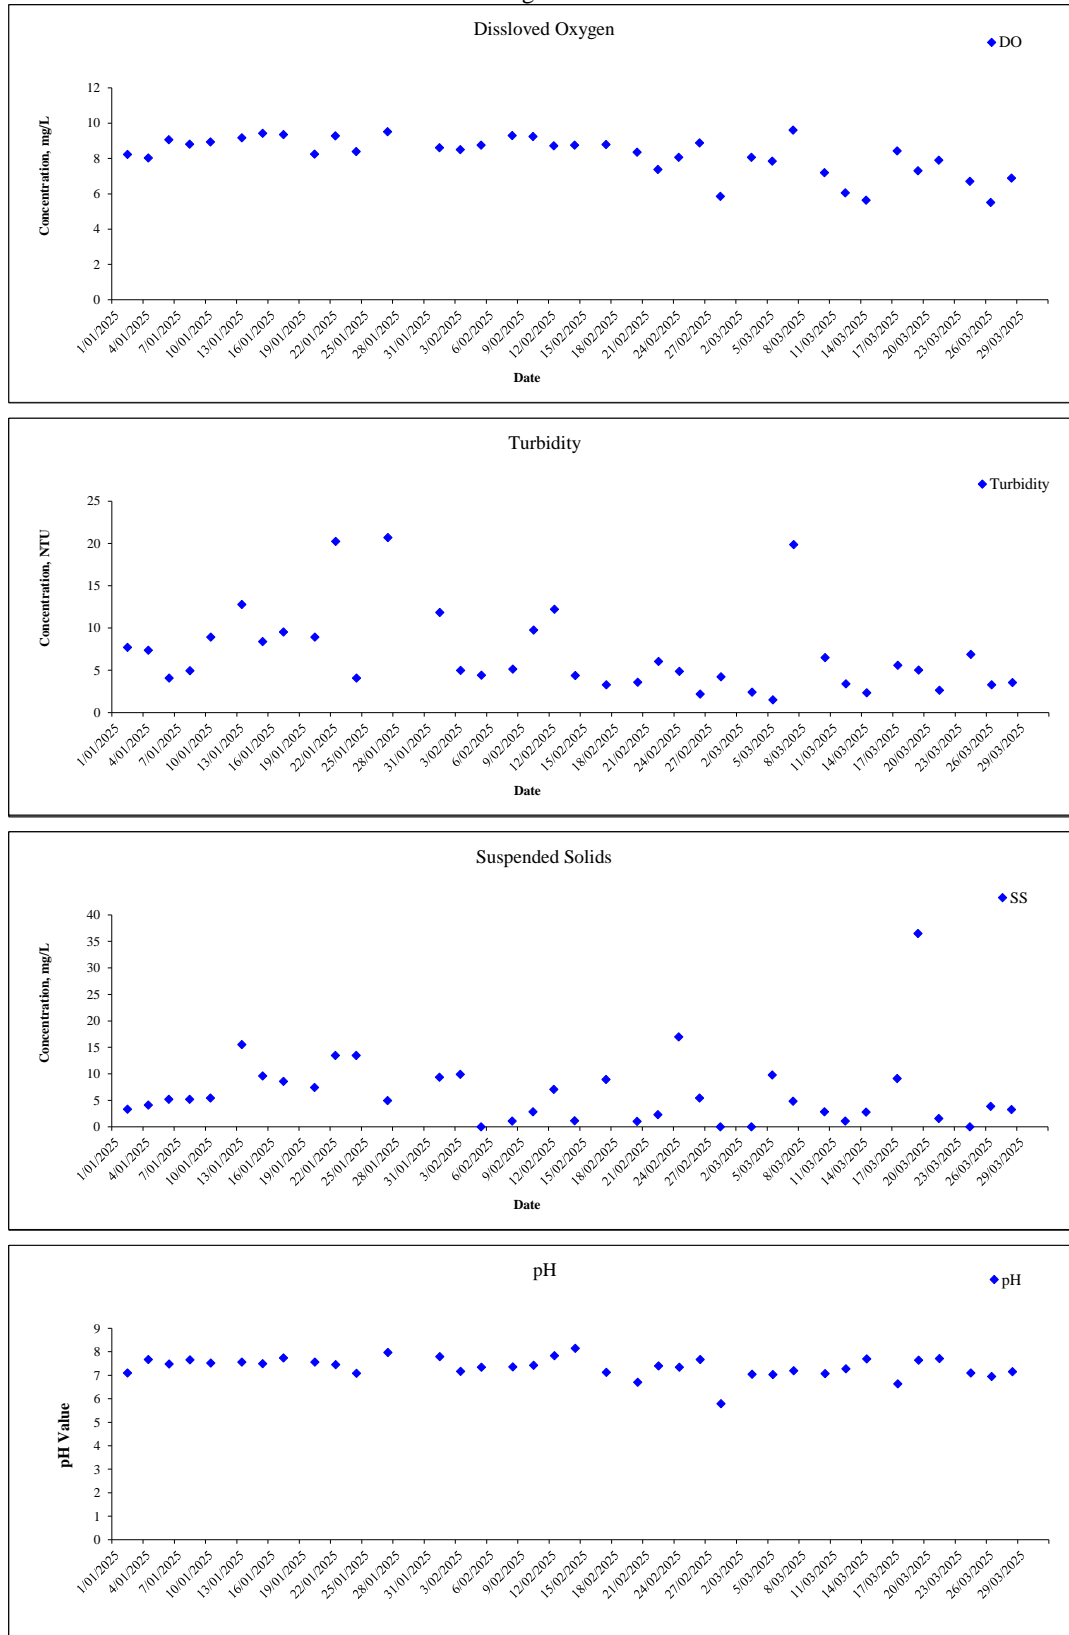 Dissloved Oxygen
DO
Concentration, mg/L
12
10
8
6
4
2
0
1/01/2025 4/01/2025 7/01/2025 10/01/2025 13/01/2025 16/01/2025 19/01/2025 22/01/2025 25/01/2025 28/01/2025 31/01/2025 3/02/2025 6/02/2025 9/02/2025 12/02/2025 15/02/2025 18/02/2025 21/02/2025 24/02/2025 27/02/2025 2/03/2025 5/03/2025 8/03/2025 11/03/2025 14/03/2025 17/03/2025 20/03/2025 23/03/2025 26/03/2025 29/03/2025
Date
Turbidity
Turbidity
Concentration, NTU
25
20
15
10
5
0
1/01/2025 4/01/2025 7/01/2025 10/01/2025 13/01/2025 16/01/2025 19/01/2025 22/01/2025 25/01/2025 28/01/2025 31/01/2025 3/02/2025 6/02/2025 9/02/2025 12/02/2025 15/02/2025 18/02/2025 21/02/2025 24/02/2025 27/02/2025 2/03/2025 5/03/2025 8/03/2025 11/03/2025 14/03/2025 17/03/2025 20/03/2025 23/03/2025 26/03/2025 29/03/2025
Date
Suspended Solids
SS
Concentration, mg/L
40
35
30
25
20
15
10
5
0
1/01/2025 4/01/2025 7/01/2025 10/01/2025 13/01/2025 16/01/2025 19/01/2025 22/01/2025 25/01/2025 28/01/2025 31/01/2025 3/02/2025 6/02/2025 9/02/2025 12/02/2025 15/02/2025 18/02/2025 21/02/2025 24/02/2025 27/02/2025 2/03/2025 5/03/2025 8/03/2025 11/03/2025 14/03/2025 17/03/2025 20/03/2025 23/03/2025 26/03/2025 29/03/2025
Date
pH
pH
pH Value
9
8
7
6
5
4
3
2
1
0
1/01/2025 4/01/2025 7/01/2025 10/01/2025 13/01/2025 16/01/2025 19/01/2025 22/01/2025 25/01/2025 28/01/2025 31/01/2025 3/02/2025 6/02/2025 9/02/2025 12/02/2025 15/02/2025 18/02/2025 21/02/2025 24/02/2025 27/02/2025 2/03/2025 5/03/2025 8/03/2025 11/03/2025 14/03/2025 17/03/2025 20/03/2025 23/03/2025 26/03/2025 29/03/2025